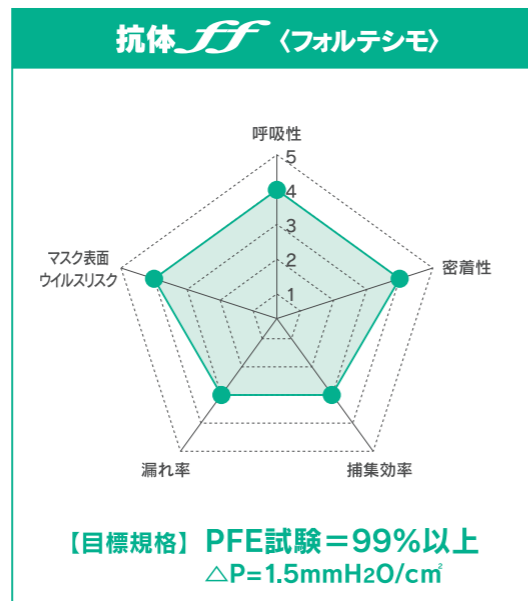 抗体 ff 〈フォルテシモ〉
呼吸性
5
4
3
2
1
マスク表面
ウイルスリスク
密着性
漏れ率
捕集効率
【目標規格】 PFE試験＝99%以上
△P=1.5mmH2O/c㎡